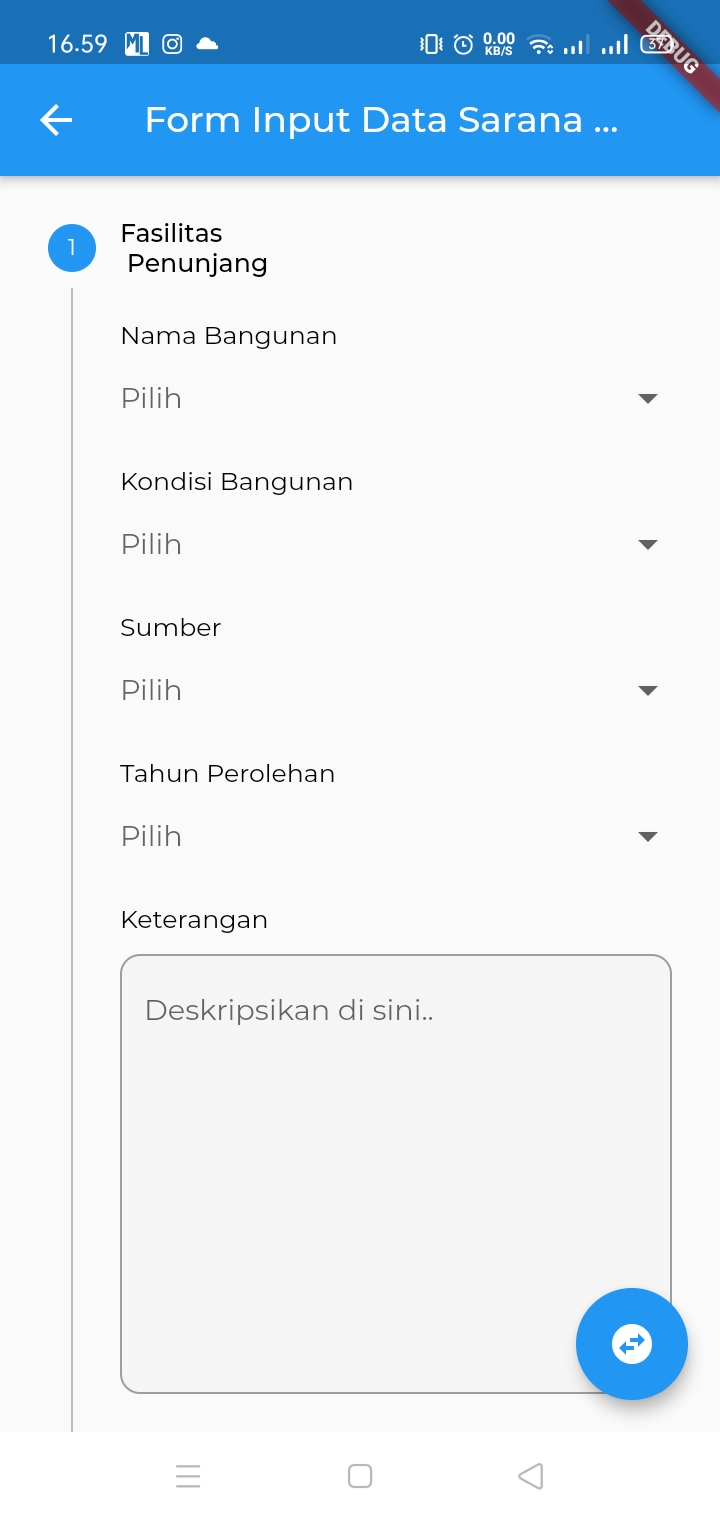 16.59 ML 0.00 KB/S 37
DEBUG
Form Input Data Sarana ...
1
Fasilitas
Penunjang
Nama Bangunan
Pilih
Kondisi Bangunan
Pilih
Sumber
Pilih
Tahun Perolehan
Pilih
Keterangan
Deskripsikan di sini..